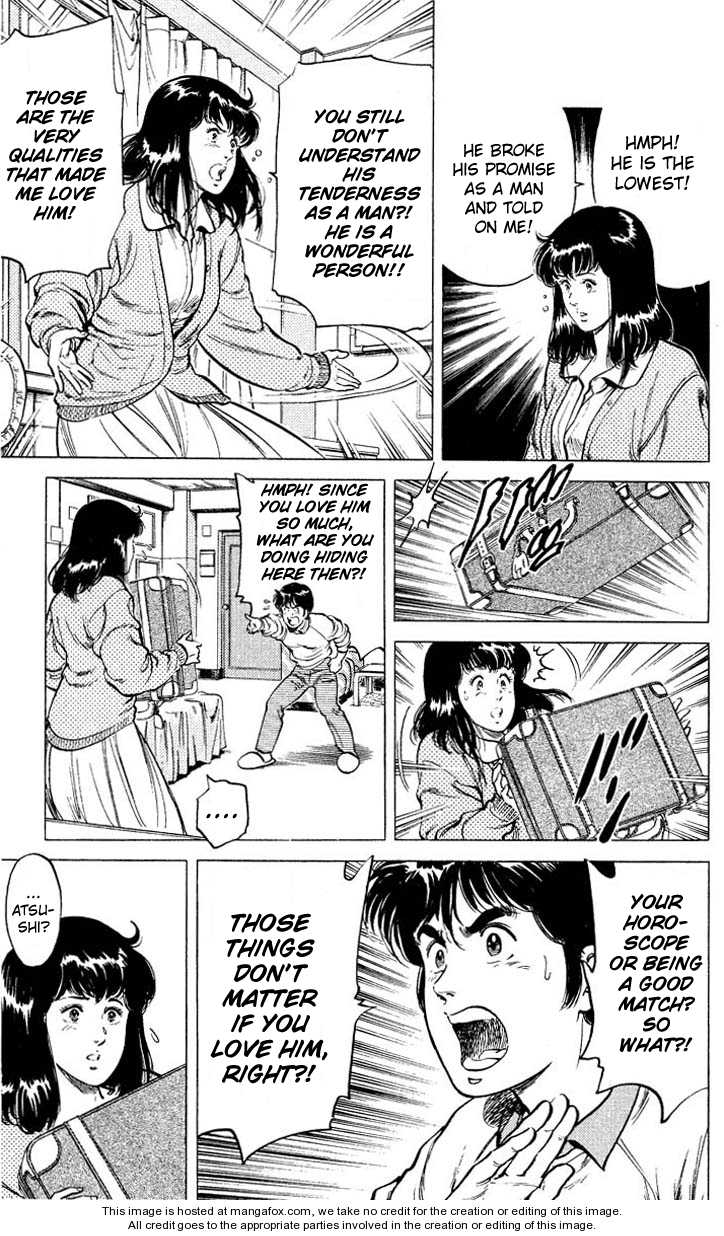 HMPH!
HE IS THE
LOWEST!
HE BROKE
HIS PROMISE
AS A MAN
AND TOLD
ON ME!
YOU STILL
DON'T
UNDERSTAND
HIS
TENDERNESS
AS A MAN?!
HE IS A
WONDERFUL
PERSON!!
THOSE
ARE THE
VERY
QUALITIES
THAT MADE
ME LOVE
HIM!
HMPH! SINCE
YOU LOVE HIM
SO MUCH,
WHAT ARE YOU
DOING HIDING
HERE THEN?!
....
YOUR
HORO-
SCOPE
OR BEING
A GOOD
MATCH?
SO
WHAT?!
THOSE
THINGS
DON'T
MATTER
IF YOU
LOVE HIM,
RIGHT?!
...
ATSU-
SHI?
This image is hosted at mangafox.com, we take no credit for the creation or editing of this image.
All credit goes to the appropriate parties involved in the creation or editing of this image.